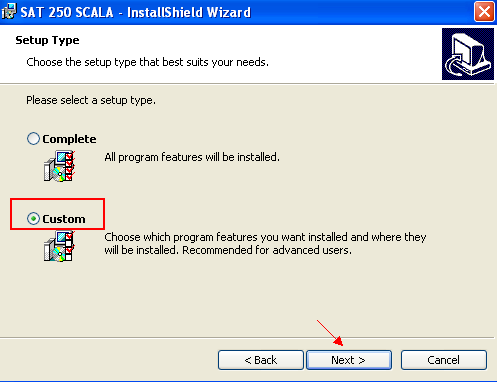 SAT 250 SCALA - InstallShield Wizard
Setup Type
Choose the setup type that best suits your needs.
Please select a setup type.
Complete
All program features will be installed.
Custom
Choose which program features you want installed and where they
will be installed. Recommended for advanced users.
< Back
Next >
Cancel